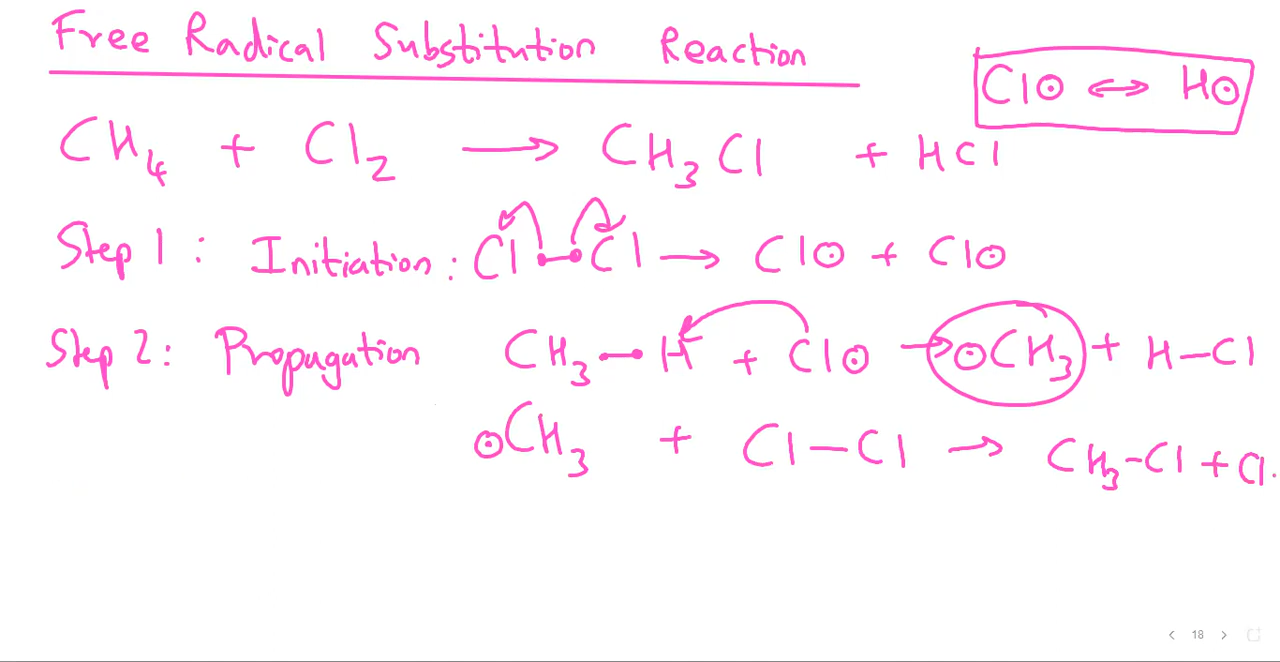 Free Radical Substitution Reaction
Cl⊙ ↔ H⊙
CH₄ + Cl₂ → CH₃Cl + HCl
Step 1: Initiation: Cl—Cl → Cl⊙ + Cl⊙
Step 2: Propagation CH₃—H + Cl⊙ → ⊙CH₃ + H—Cl
⊙CH₃ + Cl—Cl → CH₃-Cl + Cl.
18